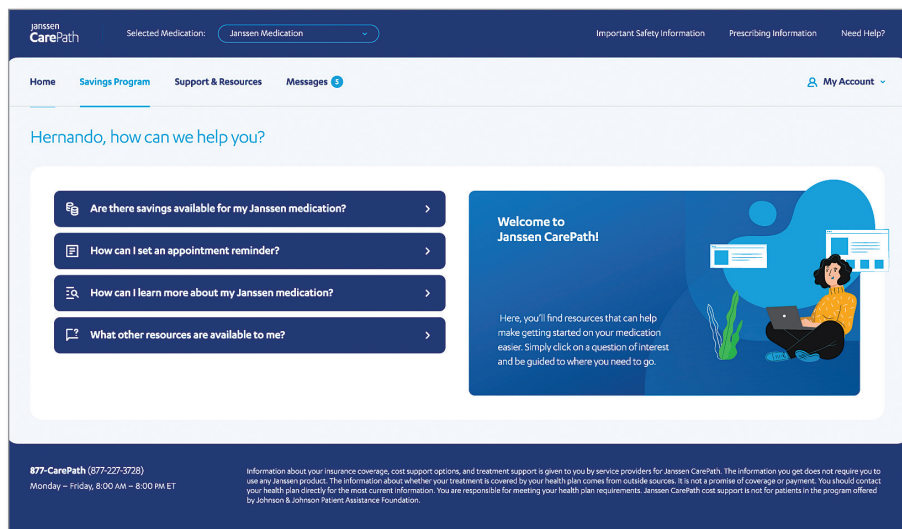 janssen
CarePath
Selected Medication: Janssen Medication
Important Safety Information Prescribing Information Need Help?
Home Savings Program Support & Resources Messages 5
My Account
Hernando, how can we help you?
Are there savings available for my Janssen medication?
How can I set an appointment reminder?
How can I learn more about my Janssen medication?
What other resources are available to me?
Welcome to
Janssen CarePath!
Here, you'll find resources that can help
make getting started on your medication
easier. Simply click on a question of interest
and be guided to where you need to go.
877-CarePath (877-227-3728)
Monday – Friday, 8:00 AM – 8:00 PM ET
Information about your insurance coverage, cost support options, and treatment support is given to you by service providers for Janssen CarePath. The information you get does not require you to
use any Janssen product. The information about whether your treatment is covered by your health plan comes from outside sources. It is not a promise of coverage or payment. You should contact
your health plan directly for the most current information. You are responsible for meeting your health plan requirements. Janssen CarePath cost support is not for patients in the program offered
by Johnson & Johnson Patient Assistance Foundation.